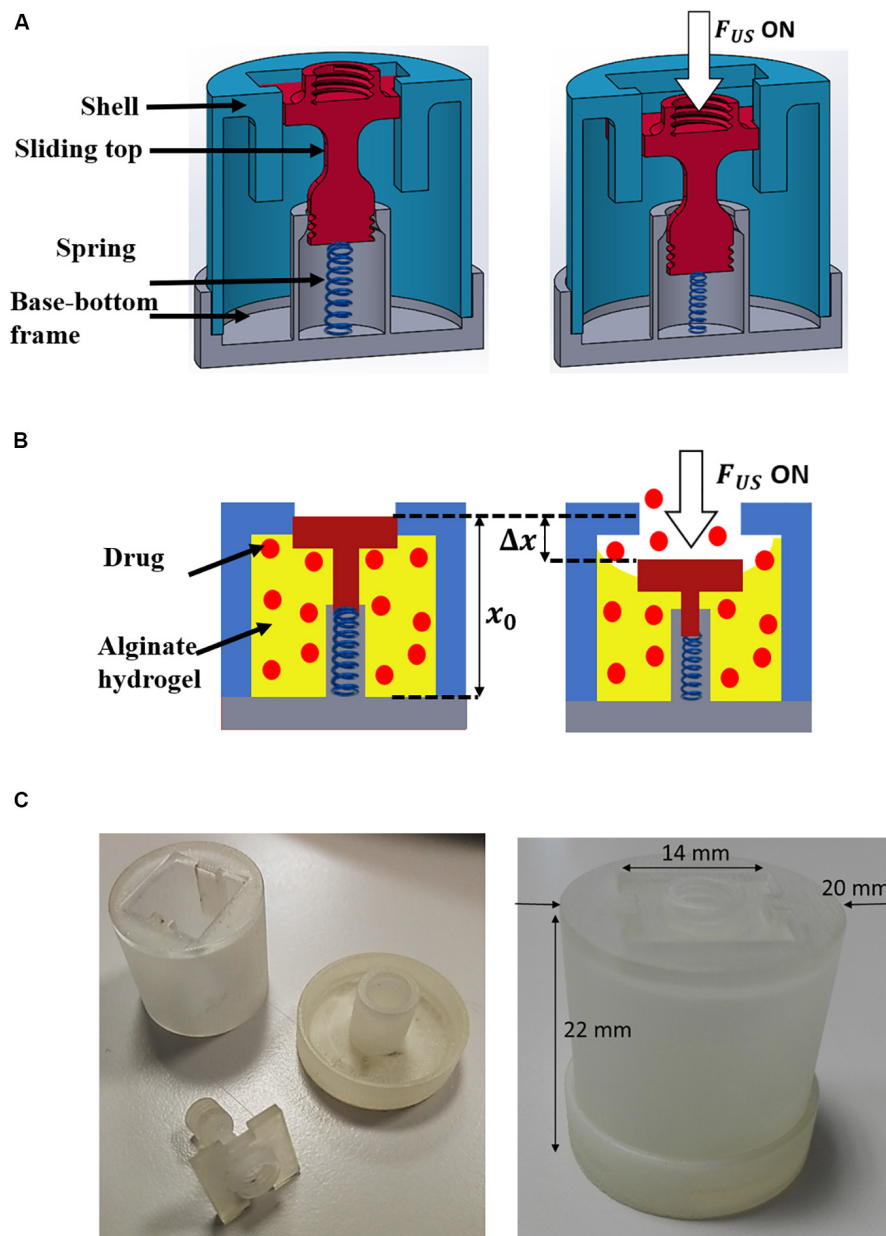 A
F_US ON
Shell
Sliding top
Spring
Base-bottom
frame
B
F_US ON
Drug
Δx
x₀
Alginate
hydrogel
C
14 mm
20 mm
22 mm